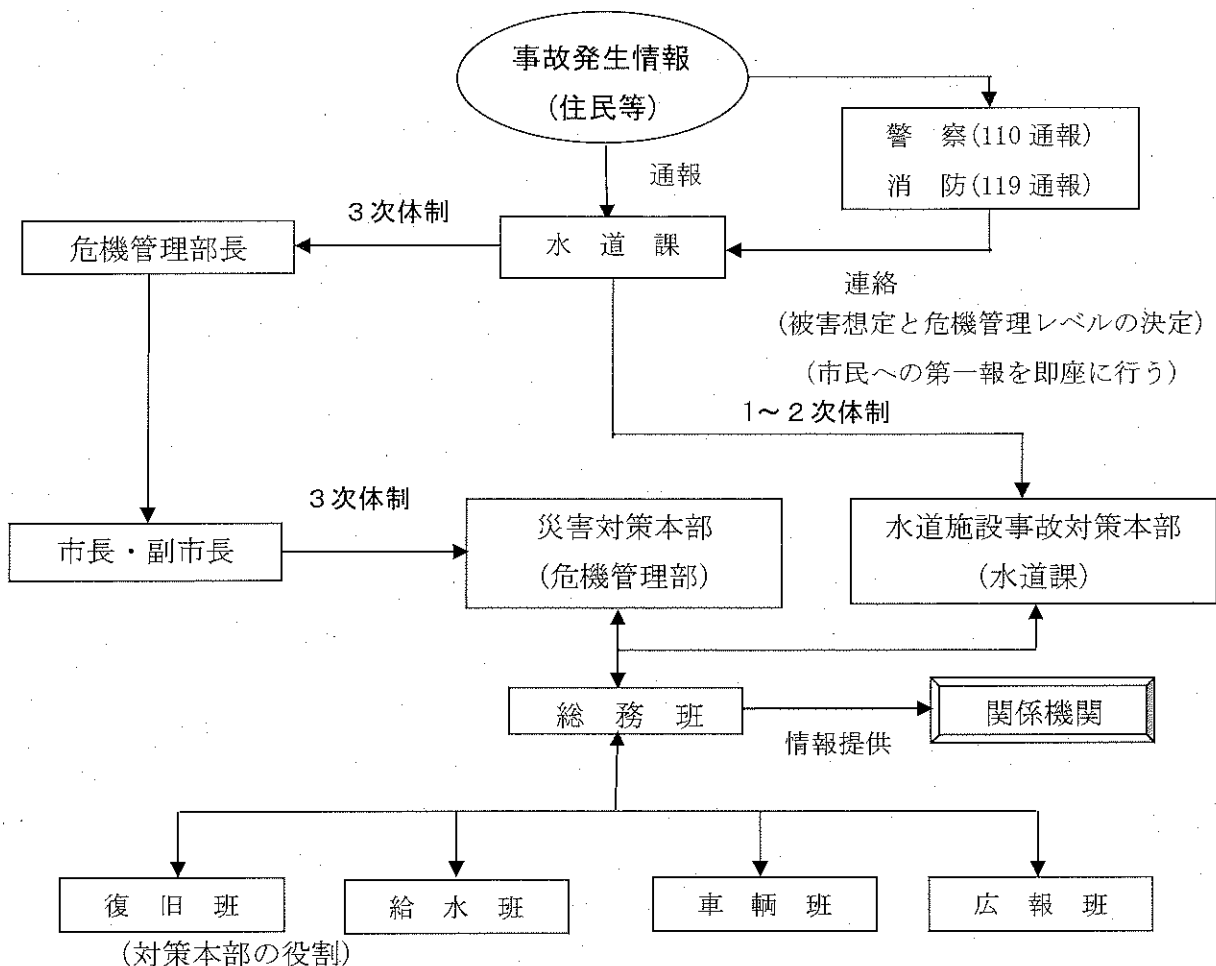 事故発生情報
(住民等)
警 察(110通報)
消 防(119通報)
通報
3次体制
危機管理部長
水 道 課
連絡
(被害想定と危機管理レベルの決定)
(市民への第一報を即座に行う)
1~2次体制
3次体制
市長・副市長
災害対策本部
(危機管理部)
水道施設事故対策本部
(水道課)
総 務 班
関係機関
情報提供
復 旧 班
給 水 班
車 輌 班
広 報 班
(対策本部の役割)